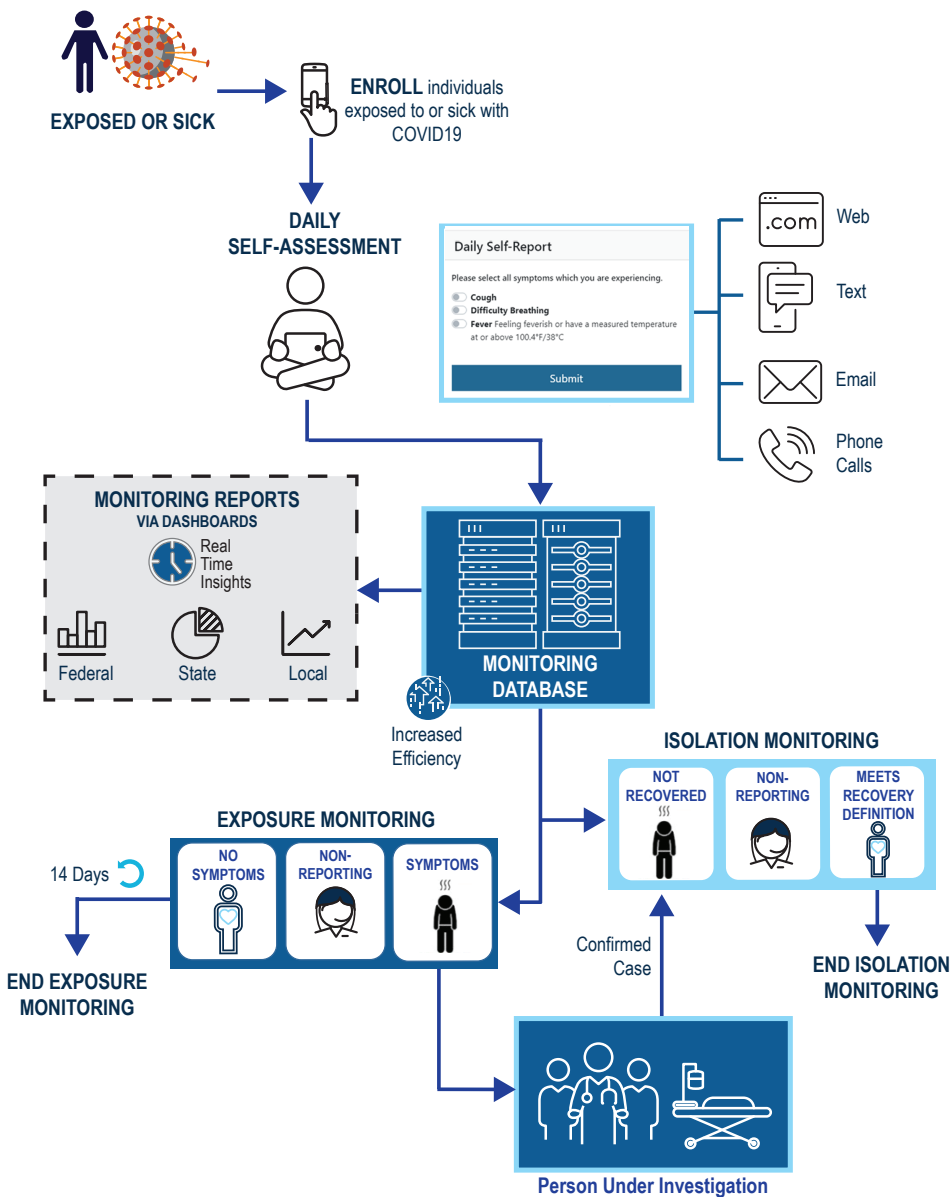 EXPOSED OR SICK
ENROLL individuals
exposed to or sick with
COVID19
DAILY
SELF-ASSESSMENT
Daily Self-Report
Please select all symptoms which you are experiencing.
Cough
Difficulty Breathing
Fever Feeling feverish or have a measured temperature
at or above 100.4°F/38°C
Submit
.com
Web
Text
Email
Phone
Calls
MONITORING REPORTS
VIA DASHBOARDS
Real
Time
Insights
Federal
State
Local
MONITORING
DATABASE
Increased
Efficiency
ISOLATION MONITORING
NOT
RECOVERED
NON-
REPORTING
MEETS
RECOVERY
DEFINITION
EXPOSURE MONITORING
14 Days
NO
SYMPTOMS
NON-
REPORTING
SYMPTOMS
END EXPOSURE
MONITORING
Confirmed
Case
END ISOLATION
MONITORING
Person Under Investigation